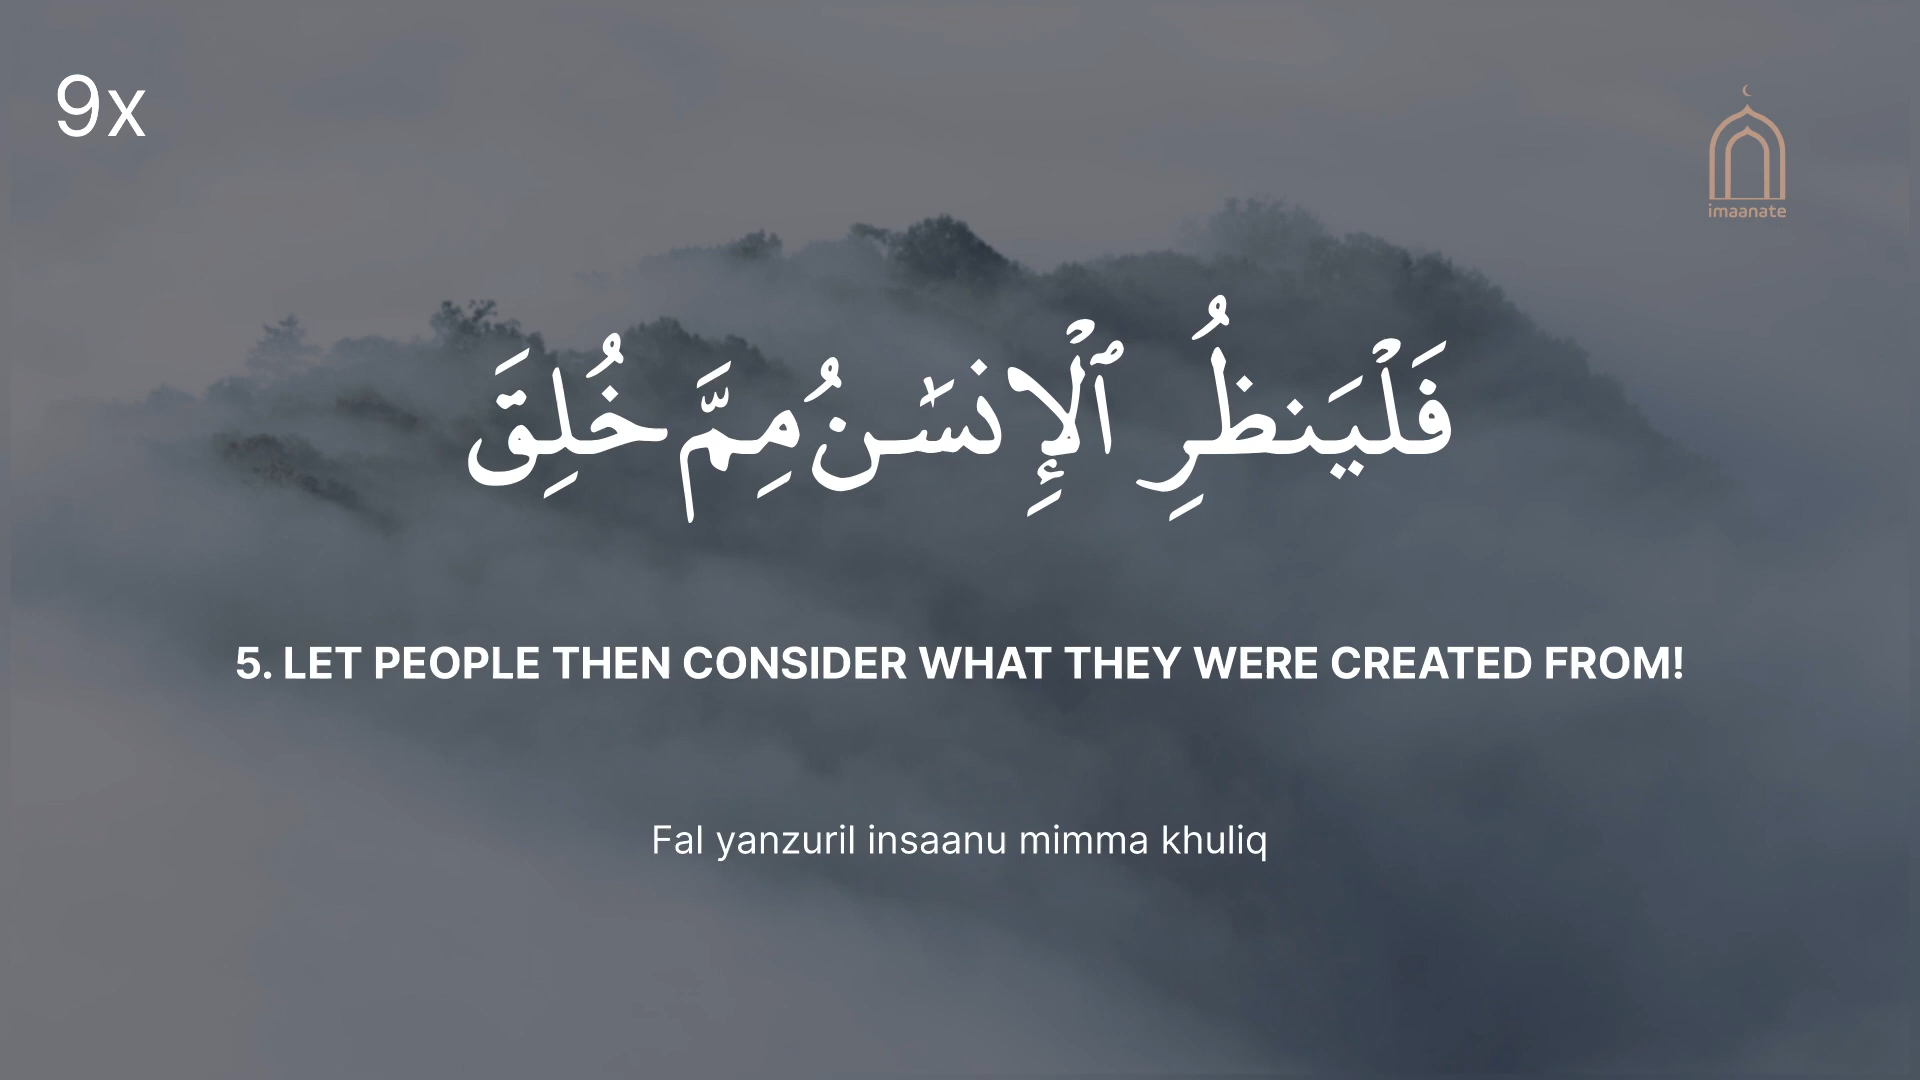 9x
imaanate
فَلْيَنظُرِ ٱلْإِنسَـٰنُ مِمَّ خُلِقَ
5. LET PEOPLE THEN CONSIDER WHAT THEY WERE CREATED FROM!
Fal yanzuril insaanu mimma khuliq